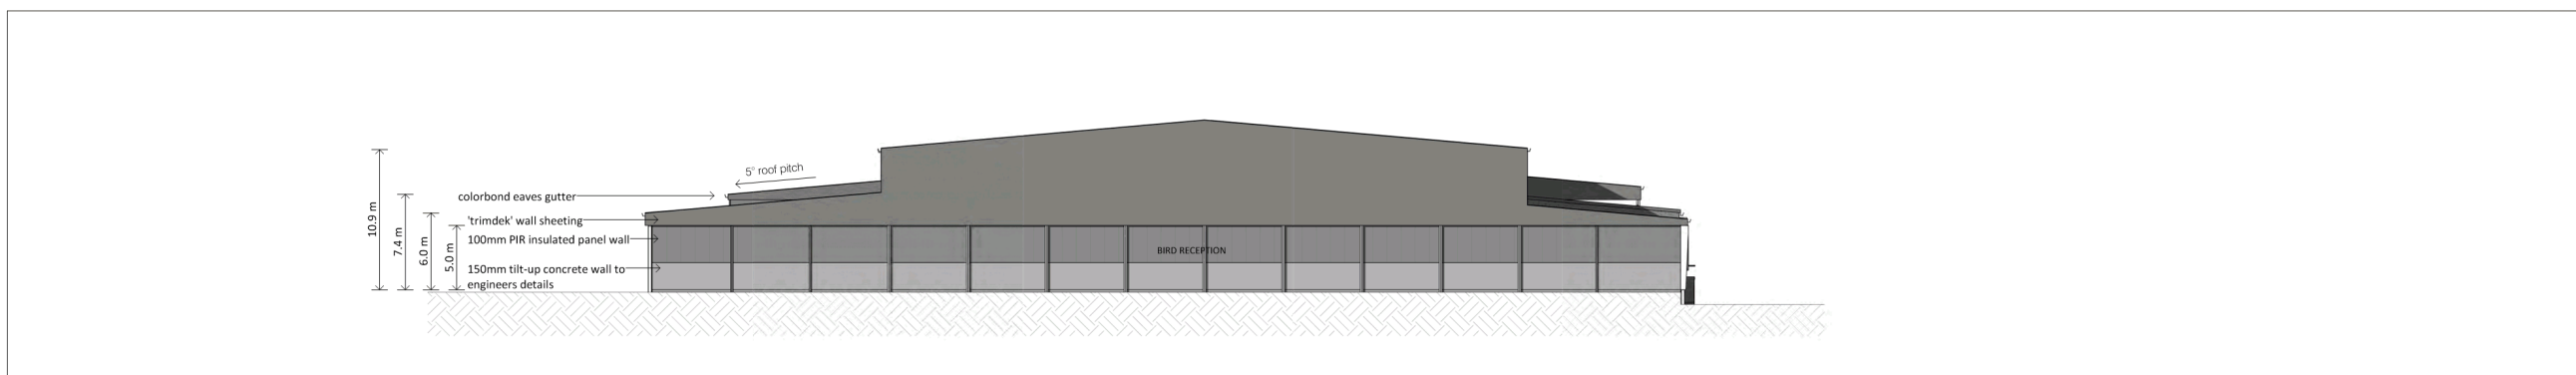 5° roof pitch
colorbond eaves gutter
'trimdek' wall sheeting
100mm PIR insulated panel wall
150mm tilt-up concrete wall to
engineers details
10.9 m
7.4 m
6.0 m
5.0 m
BIRD RECEPTION